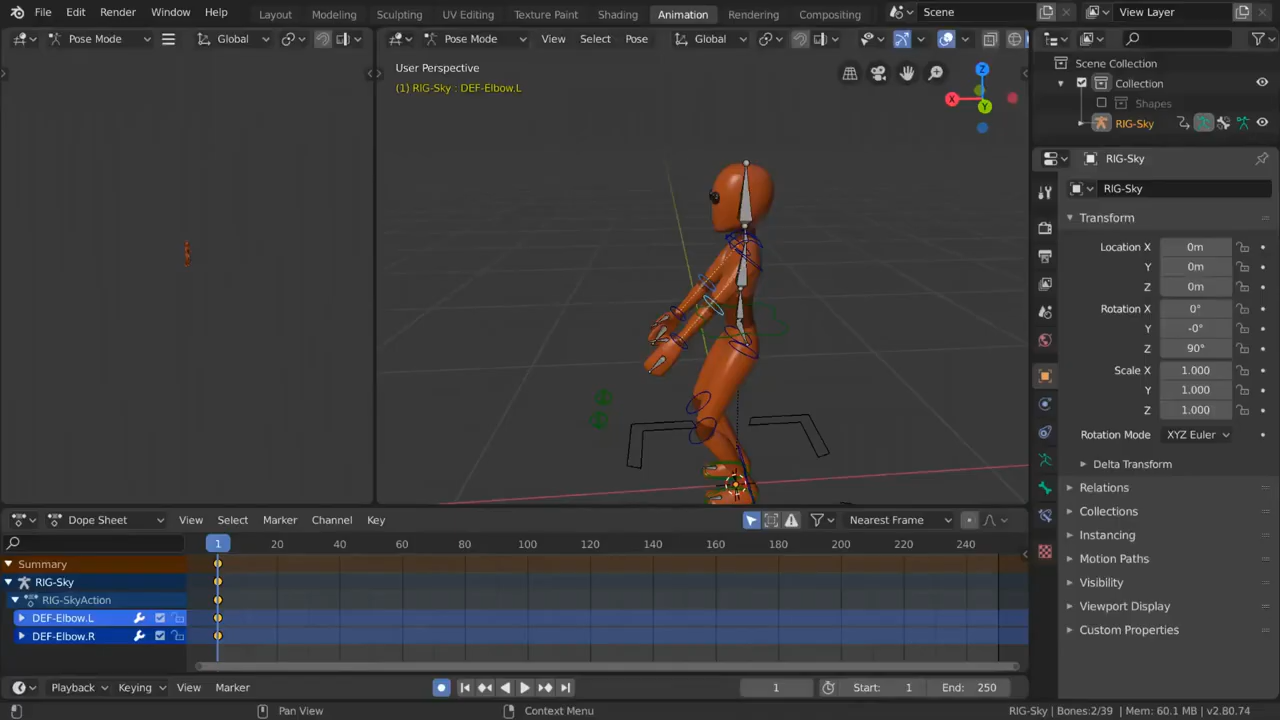 File Edit Render Window Help Layout Modeling Sculpting UV Editing Texture Paint Shading Animation Rendering Compositing Scene View Layer
Pose Mode Global Pose Mode View Select Pose Global
Scene Collection
Collection
Shapes
RIG-Sky
User Perspective
(1) RIG-Sky : DEF-Elbow.L
Z
X
Y
RIG-Sky
RIG-Sky
Transform
Location X 0m
Y 0m
Z 0m
Rotation X 0°
Y -0°
Z 90°
Scale X 1.000
Y 1.000
Z 1.000
Rotation Mode XYZ Euler
Delta Transform
Relations
Collections
Instancing
Motion Paths
Visibility
Viewport Display
Custom Properties
Dope Sheet View Select Marker Channel Key Nearest Frame
1 20 40 60 80 100 120 140 160 180 200 220 240
Summary
RIG-Sky
RIG-SkyAction
DEF-Elbow.L
DEF-Elbow.R
Playback Keying View Marker 1 Start: 1 End: 250
Pan View Context Menu RIG-Sky | Bones:2/39 | Mem: 60.1 MB | v2.80.74